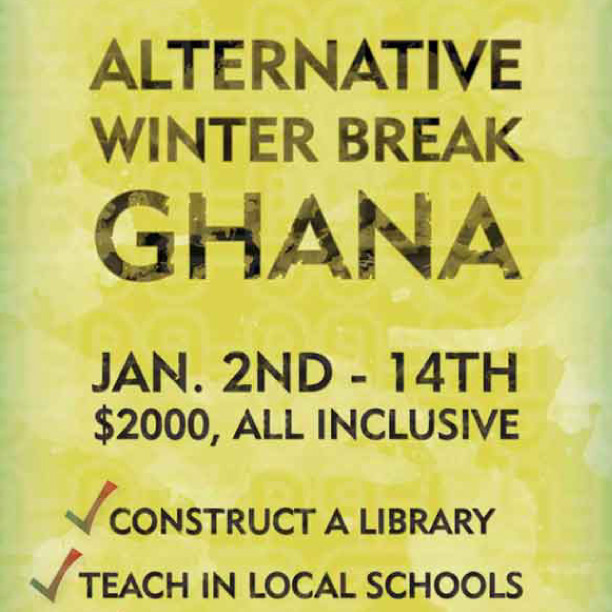 ALTERNATIVE
WINTER BREAK
GHANA
JAN. 2ND - 14TH
$2000, ALL INCLUSIVE
CONSTRUCT A LIBRARY
TEACH IN LOCAL SCHOOLS